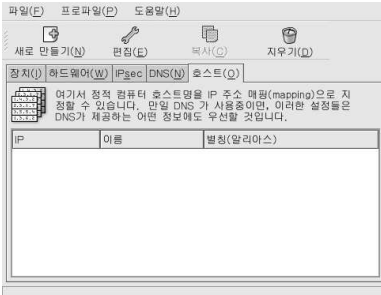 파일(F) 프로파일(P) 도움말(H)
새로 만들기(N) 편집(E) 복사(C) 지우기(D)
장치(I) 하드웨어(W) IPsec DNS(N) 호스트(O)
여기서 정적 컴퓨터 호스트명을 IP 주소 매핑(mapping)으로 지
정할 수 있습니다. 만일 DNS 가 사용중이면, 이러한 설정들은
DNS가 제공하는 어떤 정보에도 우선할 것입니다.
IP 이름 별칭(알리아스)